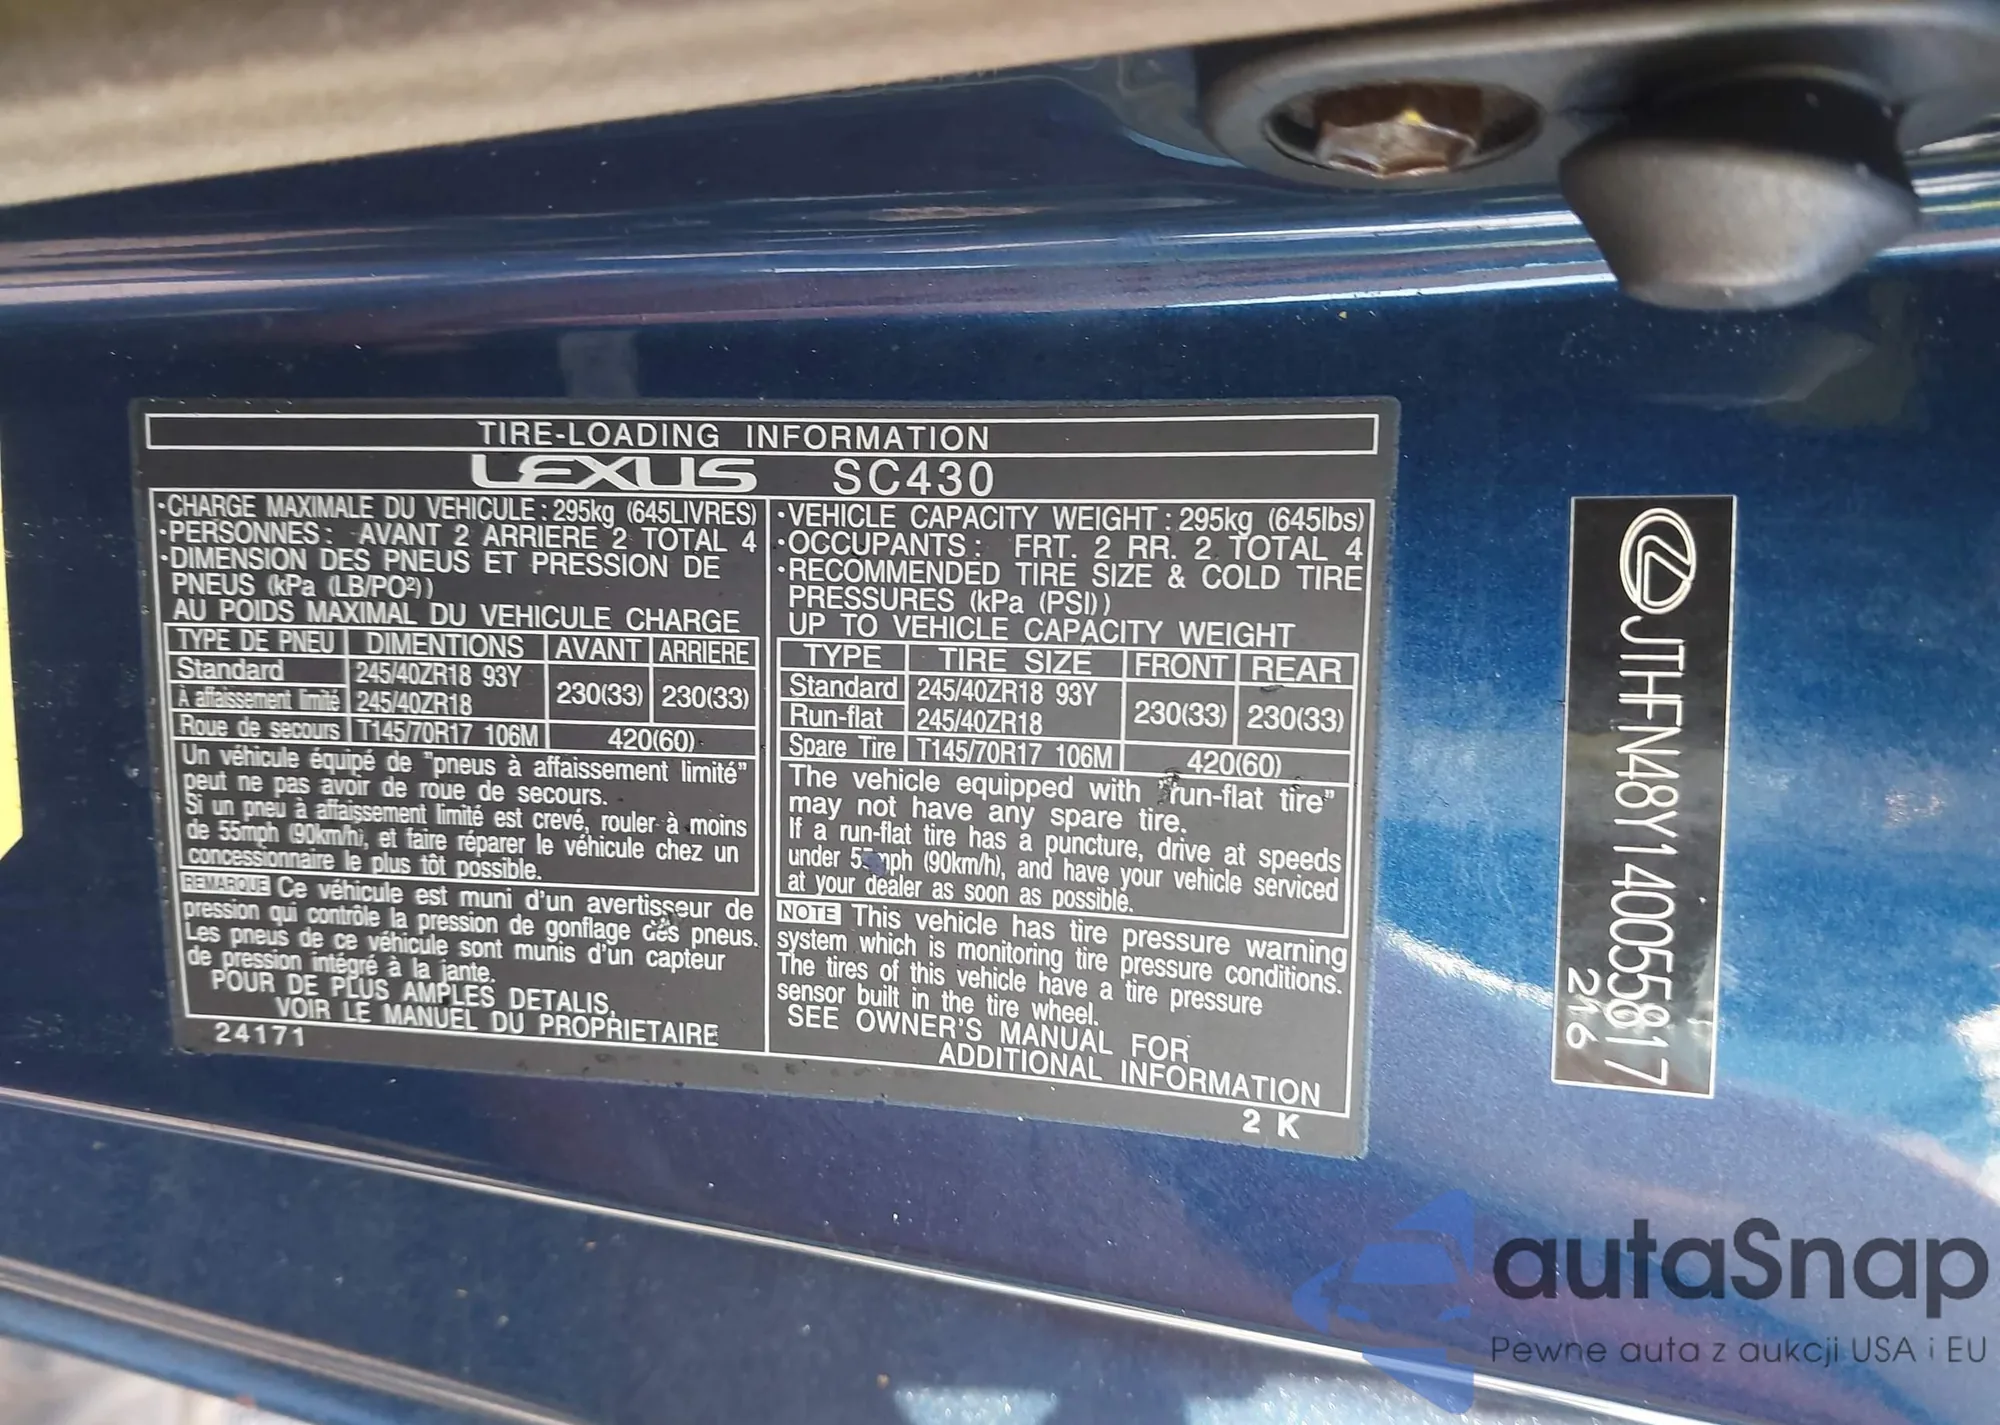 TIRE-LOADING INFORMATION
LEXUS SC430
·CHARGE MAXIMALE DU VEHICULE : 295kg (645LIVRES)
·PERSONNES : AVANT 2 ARRIERE 2 TOTAL 4
·DIMENSION DES PNEUS ET PRESSION DE
PNEUS (kPa (LB/PO²))
AU POIDS MAXIMAL DU VEHICULE CHARGE
TYPE DE PNEU DIMENTIONS AVANT ARRIERE
Standard 245/40ZR18 93Y 230(33) 230(33)
À affaissement limité 245/40ZR18
Roue de secours T145/70R17 106M 420(60)
Un véhicule équipé de "pneus à affaissement limité"
peut ne pas avoir de roue de secours.
Si un pneu à affaissement limité est crevé, rouler à moins
de 55mph (90km/h), et faire réparer le véhicule chez un
concessionnaire le plus tôt possible.
REMARQUE Ce véhicule est muni d'un avertisseur de
pression qui contrôle la pression de gonflage des pneus.
Les pneus de ce véhicule sont munis d'un capteur
de pression intégré à la jante.
POUR DE PLUS AMPLES DETALIS,
VOIR LE MANUEL DU PROPRIETAIRE
24171
·VEHICLE CAPACITY WEIGHT : 295kg (645lbs)
·OCCUPANTS : FRT. 2 RR. 2 TOTAL 4
·RECOMMENDED TIRE SIZE & COLD TIRE
PRESSURES (kPa (PSI))
UP TO VEHICLE CAPACITY WEIGHT
TYPE TIRE SIZE FRONT REAR
Standard 245/40ZR18 93Y 230(33) 230(33)
Run-flat 245/40ZR18
Spare Tire T145/70R17 106M 420(60)
The vehicle equipped with "run-flat tire"
may not have any spare tire.
If a run-flat tire has a puncture, drive at speeds
under 55mph (90km/h), and have your vehicle serviced
at your dealer as soon as possible.
NOTE This vehicle has tire pressure warning
system which is monitoring tire pressure conditions.
The tires of this vehicle have a tire pressure
sensor built in the tire wheel.
SEE OWNER'S MANUAL FOR
ADDITIONAL INFORMATION
2 K
JTHFN48Y140055817
216
autaSnap
Pewne auta z aukcji USA i EU